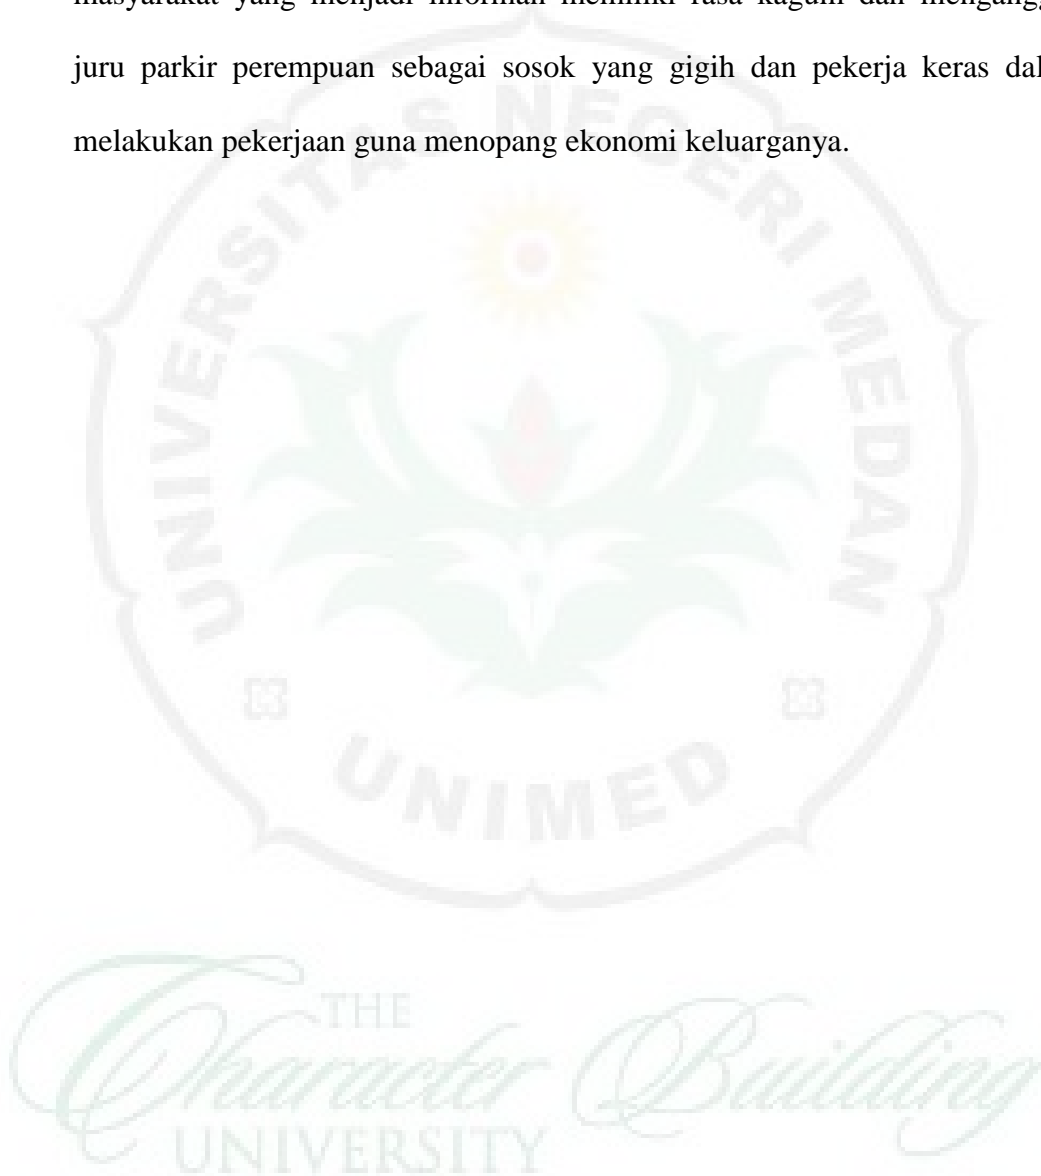 masyarakat yang menjadi informan memiliki rasa kagum dan mengangg
juru parkir perempuan sebagai sosok yang gigih dan pekerja keras dal
melakukan pekerjaan guna menopang ekonomi keluarganya.
UNIVERSITAS NEGERI MEDAN
UNIMED
THE
Character Building
UNIVERSITY